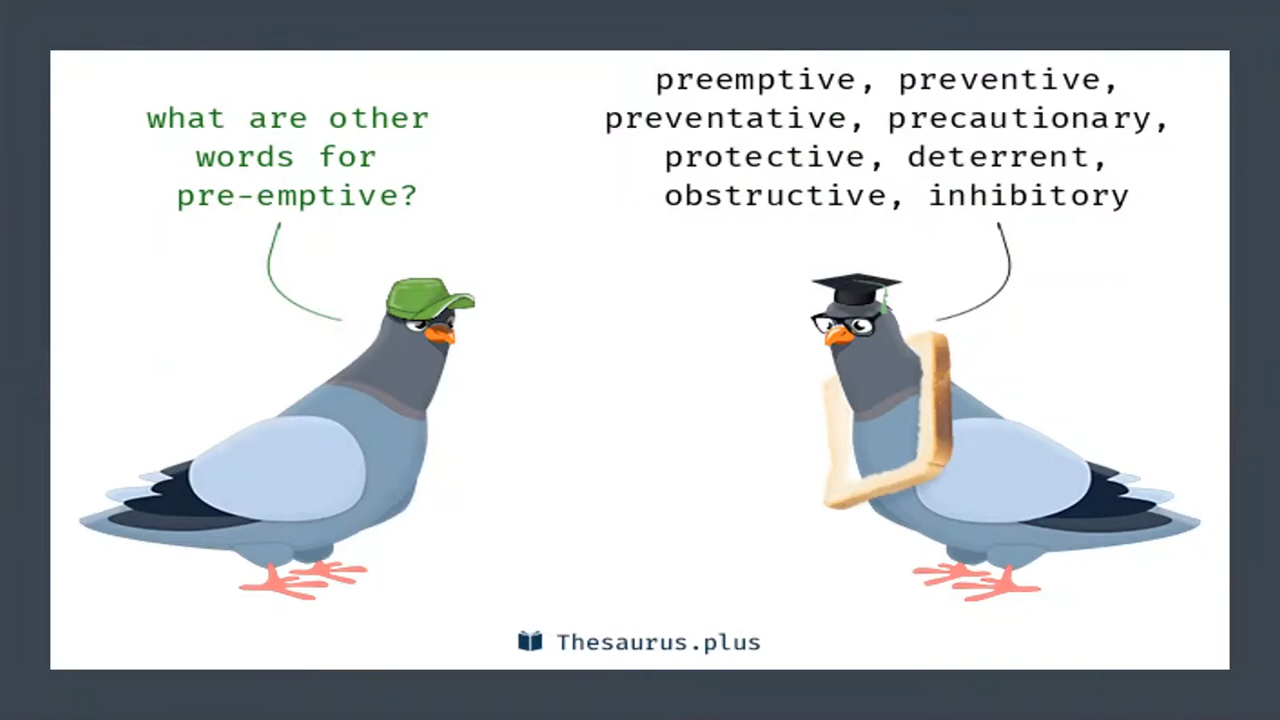 what are other
words for
pre-emptive?
preemptive, preventive,
preventative, precautionary,
protective, deterrent,
obstructive, inhibitory
Thesaurus.plus